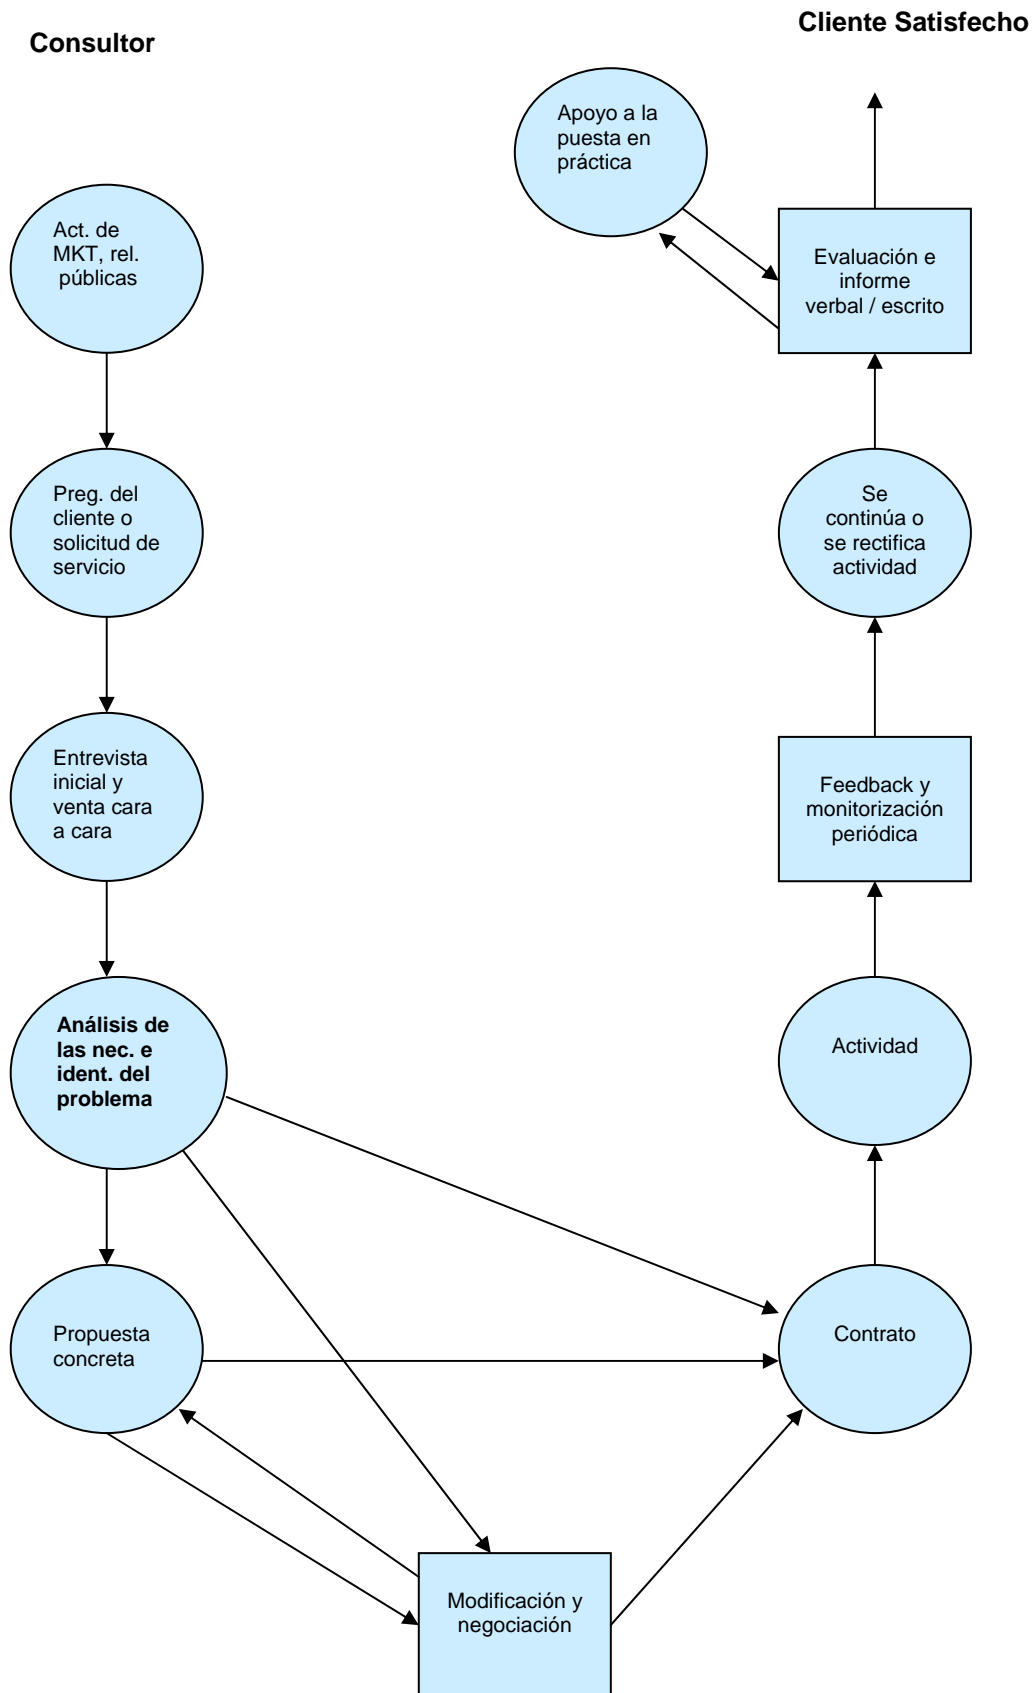 Consultor
Cliente Satisfecho
Apoyo a la
puesta en
práctica
Act. de
MKT, rel.
públicas
Evaluación e
informe
verbal / escrito
Preg. del
cliente o
solicitud de
servicio
Se
continúa o
se rectifica
actividad
Entrevista
inicial y
venta cara
a cara
Feedback y
monitorización
periódica
Análisis de
las nec. e
ident. del
problema
Actividad
Propuesta
concreta
Contrato
Modificación y
negociación